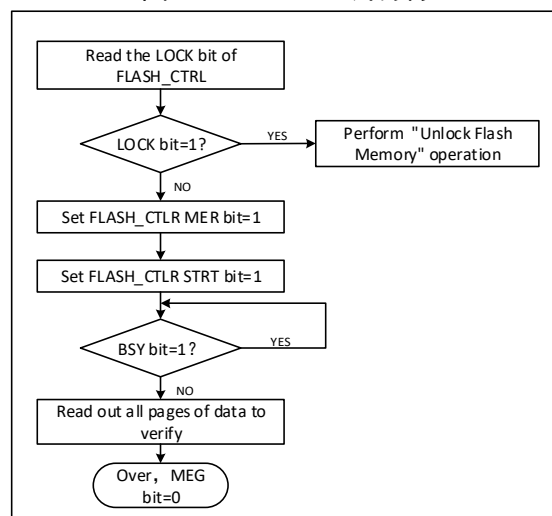 Read the LOCK bit of
FLASH_CTRL
LOCK bit=1?
YES
Perform "Unlock Flash
Memory" operation
NO
Set FLASH_CTLR MER bit=1
Set FLASH_CTLR STRT bit=1
BSY bit=1?
YES
NO
Read out all pages of data to
verify
Over，MEG
bit=0